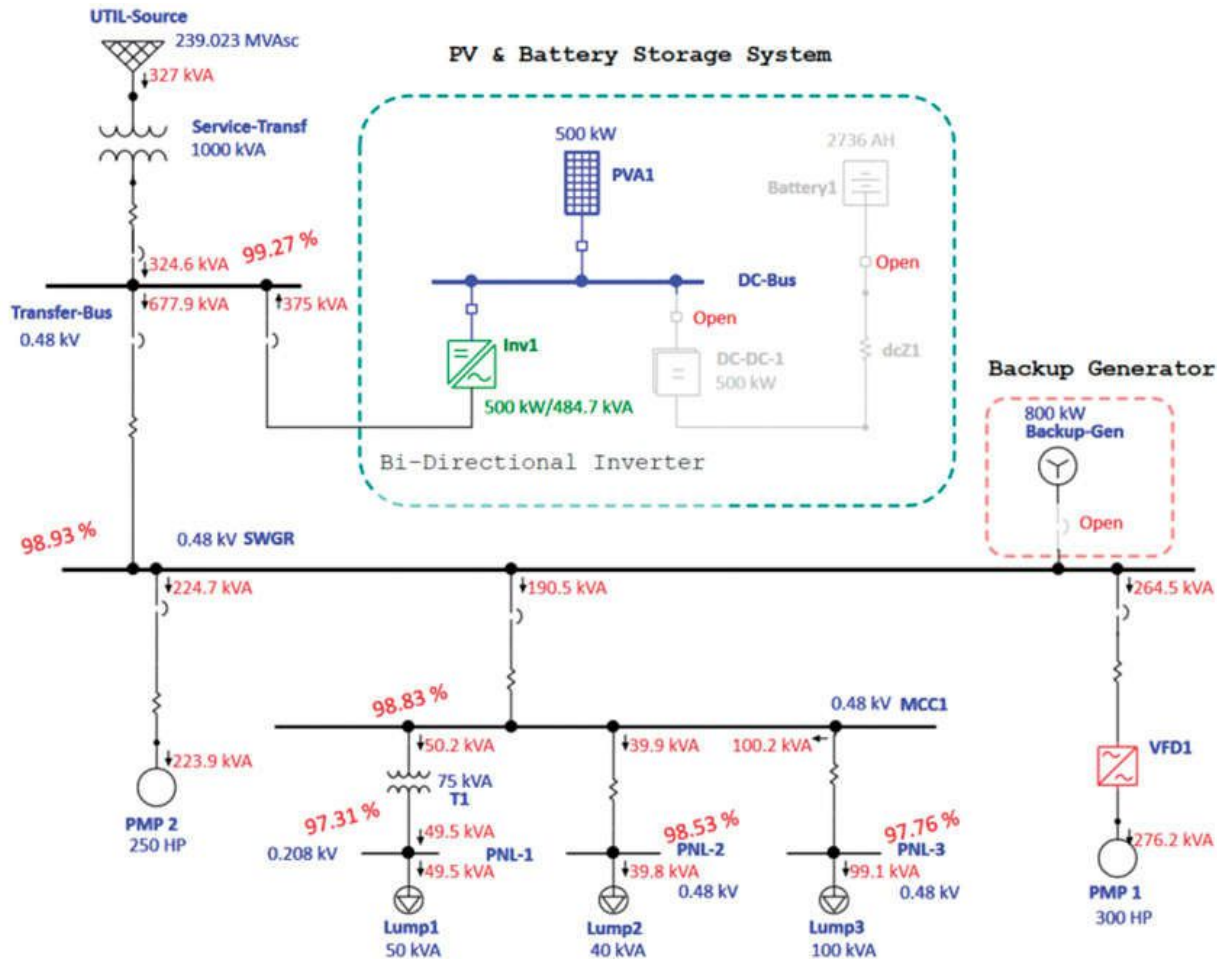 UTIL-Source
239.023 MVAsc
327 kVA
Service-Transf
1000 kVA
99.27 %
324.6 kVA
677.9 kVA
375 kVA
Transfer-Bus
0.48 kV
PV & Battery Storage System
500 kW
PVA1
2736 AH
Battery1
Open
DC-Bus
Open
Inv1
DC-DC-1
500 kW
dcZ1
500 kW/484.7 kVA
Bi-Directional Inverter
Backup Generator
800 kW
Backup-Gen
Open
98.93 %
0.48 kV SWGR
224.7 kVA
190.5 kVA
264.5 kVA
98.83 %
0.48 kV MCC1
50.2 kVA
39.9 kVA
100.2 kVA
75 kVA
T1
VFD1
223.9 kVA
PMP 2
250 HP
97.31 %
49.5 kVA
0.208 kV
PNL-1
49.5 kVA
Lump1
50 kVA
98.53 %
PNL-2
39.8 kVA
0.48 kV
Lump2
40 kVA
97.76 %
PNL-3
99.1 kVA
0.48 kV
Lump3
100 kVA
276.2 kVA
PMP 1
300 HP